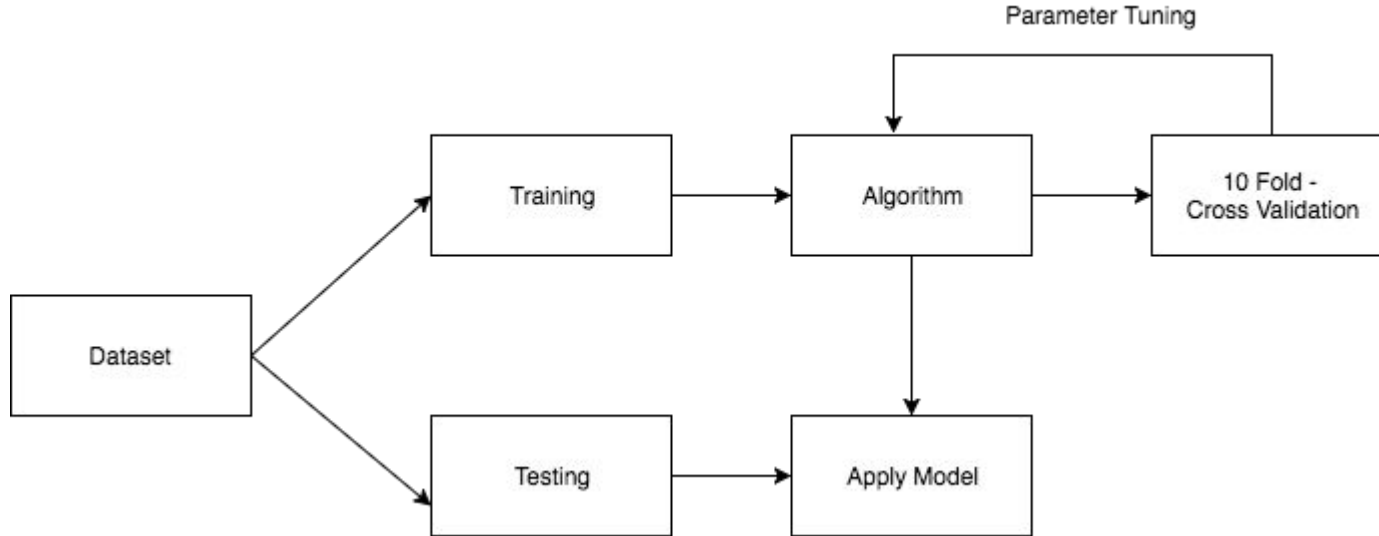 Parameter Tuning
Training
Algorithm
10 Fold -
Cross Validation
Dataset
Testing
Apply Model